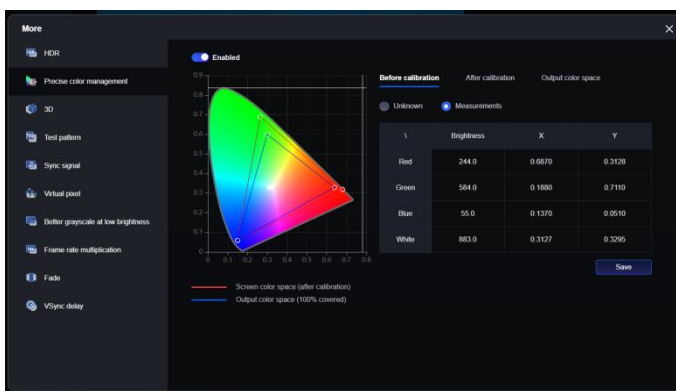 More
HDR
Enabled
Precise color management
Before calibration After calibration Output color space
3D
Unknown Measurements
Test pattern
\ Brightness X Y
Sync signal
Red 244.0 0.6870 0.3128
Virtual pixel
Green 584.0 0.1880 0.7110
Better grayscale at low brightness
Blue 55.0 0.1370 0.0510
Frame rate multiplication
White 883.0 0.3127 0.3295
Fade
Save
VSync delay
0.9
0.8
0.7
0.6
0.5
0.4
0.3
0.2
0.1
0
0 0.1 0.2 0.3 0.4 0.5 0.6 0.7 0.8
Screen color space (after calibration)
Output color space (100% covered)